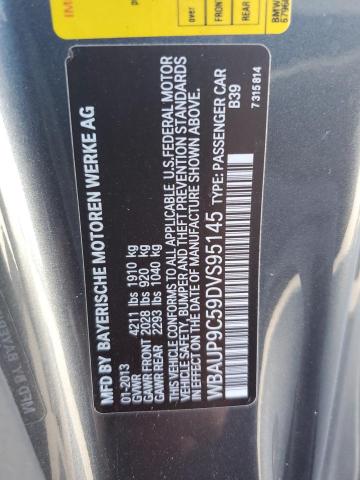 MFD BY BAYERISCHE MOTOREN WERKE AG
01-2013
GVWR 4211 lbs 1910 kg
GAWR FRONT 2028 lbs 920 kg
GAWR REAR 2293 lbs 1040 kg
THIS VEHICLE CONFORMS TO ALL APPLICABLE U.S. FEDERAL MOTOR
VEHICLE SAFETY, BUMPER AND THEFT PREVENTION STANDARDS
IN EFFECT ON THE DATE OF MANUFACTURE SHOWN ABOVE.
WBAUP9C59DVS95145 TYPE: PASSENGER CAR
B39
7 315 814
FRONT
REAR
BMW